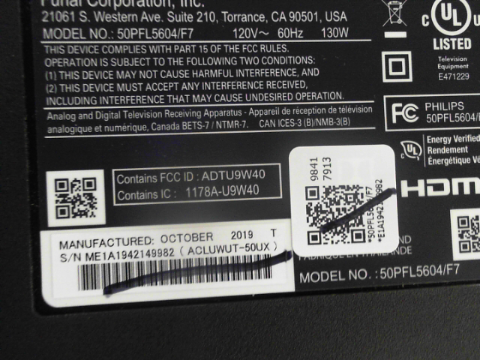 Funai Corporation, Inc.
21061 S. Western Ave. Suite 210, Torrance, CA 90501, USA
MODEL NO.: 50PFL5604/F7 120V~ 60Hz 130W
THIS DEVICE COMPLIES WITH PART 15 OF THE FCC RULES.
OPERATION IS SUBJECT TO THE FOLLOWING TWO CONDITIONS:
(1) THIS DEVICE MAY NOT CAUSE HARMFUL INTERFERENCE, AND
(2) THIS DEVICE MUST ACCEPT ANY INTERFERENCE RECEIVED,
INCLUDING INTERFERENCE THAT MAY CAUSE UNDESIRED OPERATION.
Analog and Digital Television Receiving Apparatus - Appareil de réception de télévision
analogique et numérique, Canada BETS-7 / NTMR-7. CAN ICES-3 (B)/NMB-3(B)
c UL US
LISTED
Television
Equipment
E471229
FC PHILIPS
50PFL5604/
Energy Verified
Rendement
Énergétique
HDMI
Contains FCC ID : ADTU9W40
Contains IC : 1178A-U9W40
9841
7913
*50PFL5604/F7
*E1A1942149982
MANUFACTURED: OCTOBER 2019 T
S/N ME1A1942149982 ( ACLUWUT-50UX )
MODEL NO. : 50PFL5604/F7